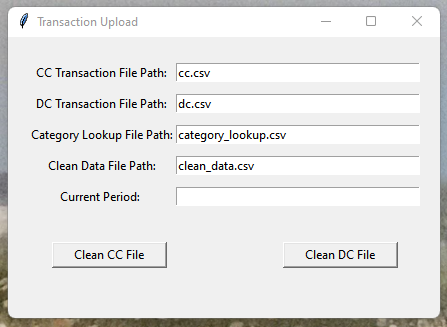 Transaction Upload
CC Transaction File Path: cc.csv
DC Transaction File Path: dc.csv
Category Lookup File Path: category_lookup.csv
Clean Data File Path: clean_data.csv
Current Period:
Clean CC File Clean DC File